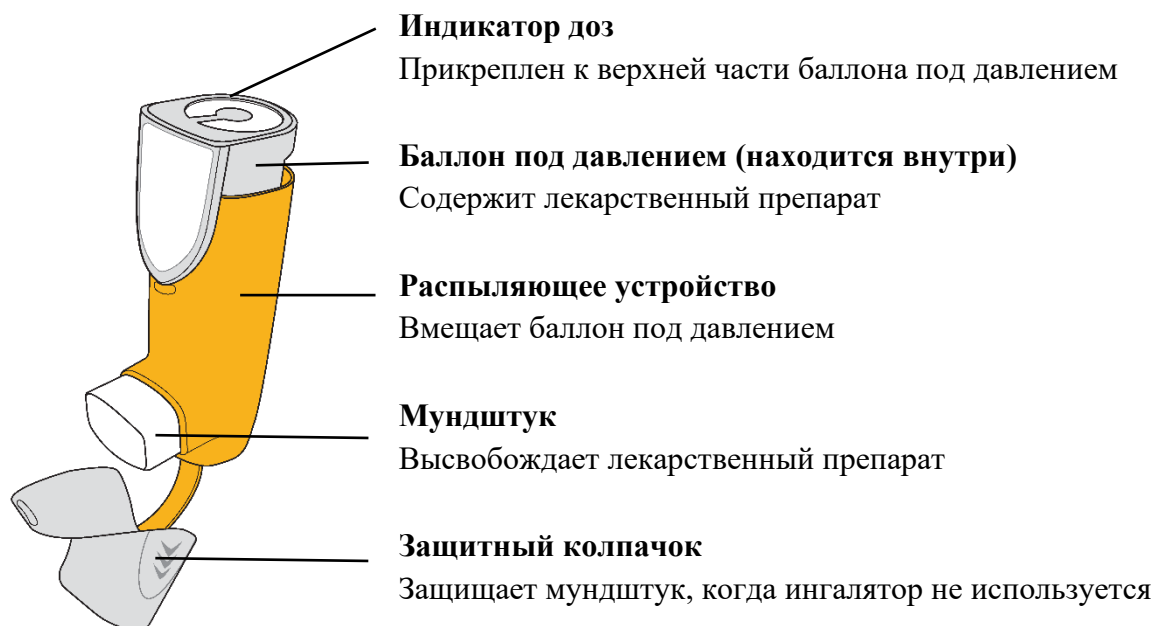 Индикатор доз
Прикреплен к верхней части баллона под давлением
Баллон под давлением (находится внутри)
Содержит лекарственный препарат
Распыляющее устройство
Вмещает баллон под давлением
Мундштук
Высвобождает лекарственный препарат
Защитный колпачок
Защищает мундштук, когда ингалятор не используется